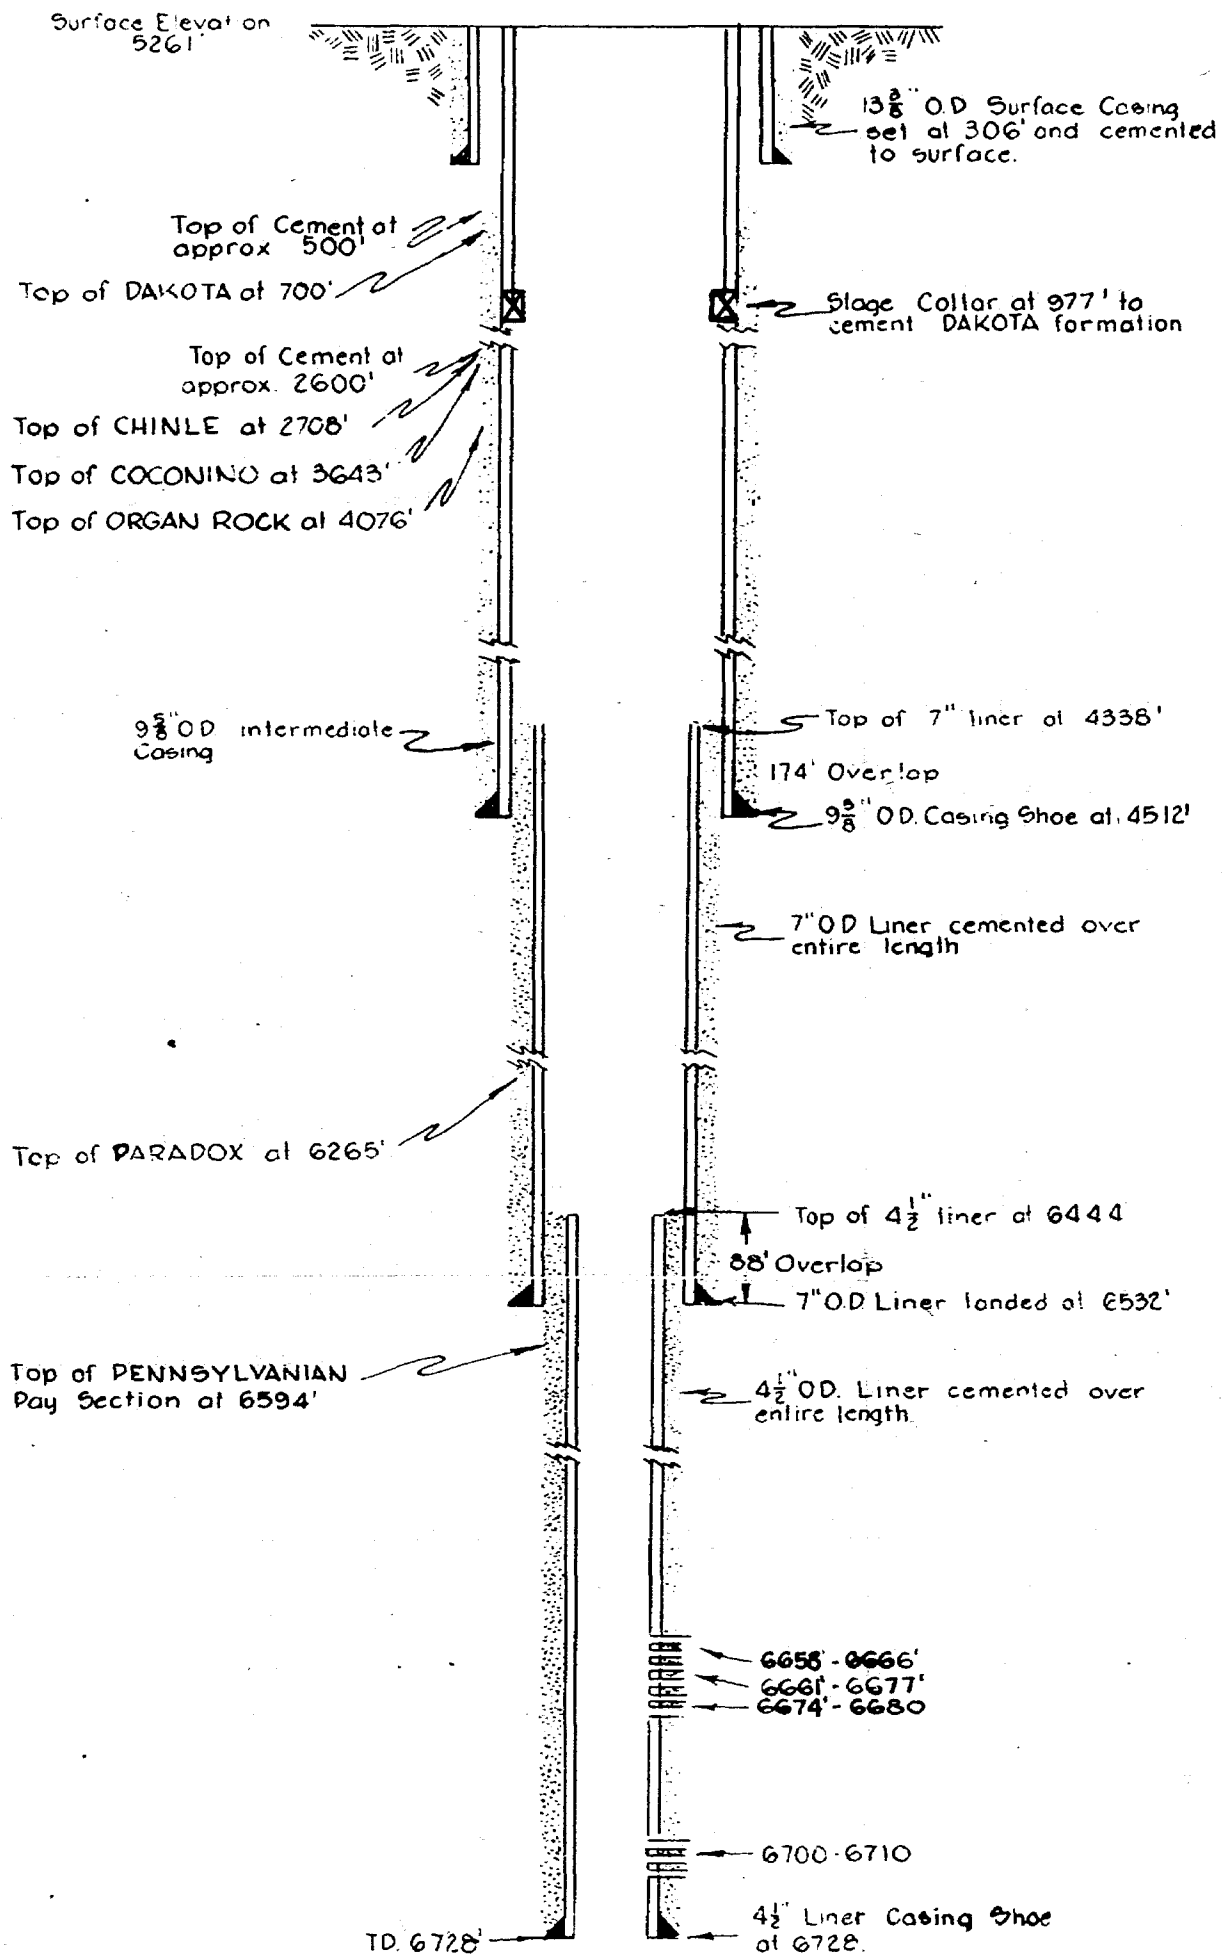 Surface Elevation
5261'
13 3/8" O.D Surface Casing
set at 306' and cemented
to surface.
Top of Cement at
approx 500'
Top of DAKOTA at 700'
Stage Collar at 977' to
cement DAKOTA formation
Top of Cement at
approx. 2600'
Top of CHINLE at 2708'
Top of COCONINO at 3643'
Top of ORGAN ROCK at 4076'
9 5/8" OD intermediate
Casing
Top of 7" liner at 4338'
174' Overlap
9 5/8" OD. Casing Shoe at 4512'
7" OD Liner cemented over
entire length
Top of PARADOX at 6265'
Top of 4 1/2" liner at 6444
88' Overlap
7" O.D Liner landed at 6532'
Top of PENNSYLVANIAN
Pay Section at 6594'
4 1/2" OD. Liner cemented over
entire length
6658' - 6666'
6661' - 6677'
6674' - 6680
6700 - 6710
4 1/2" Liner Casing Shoe
at 6728.
TD. 6728'